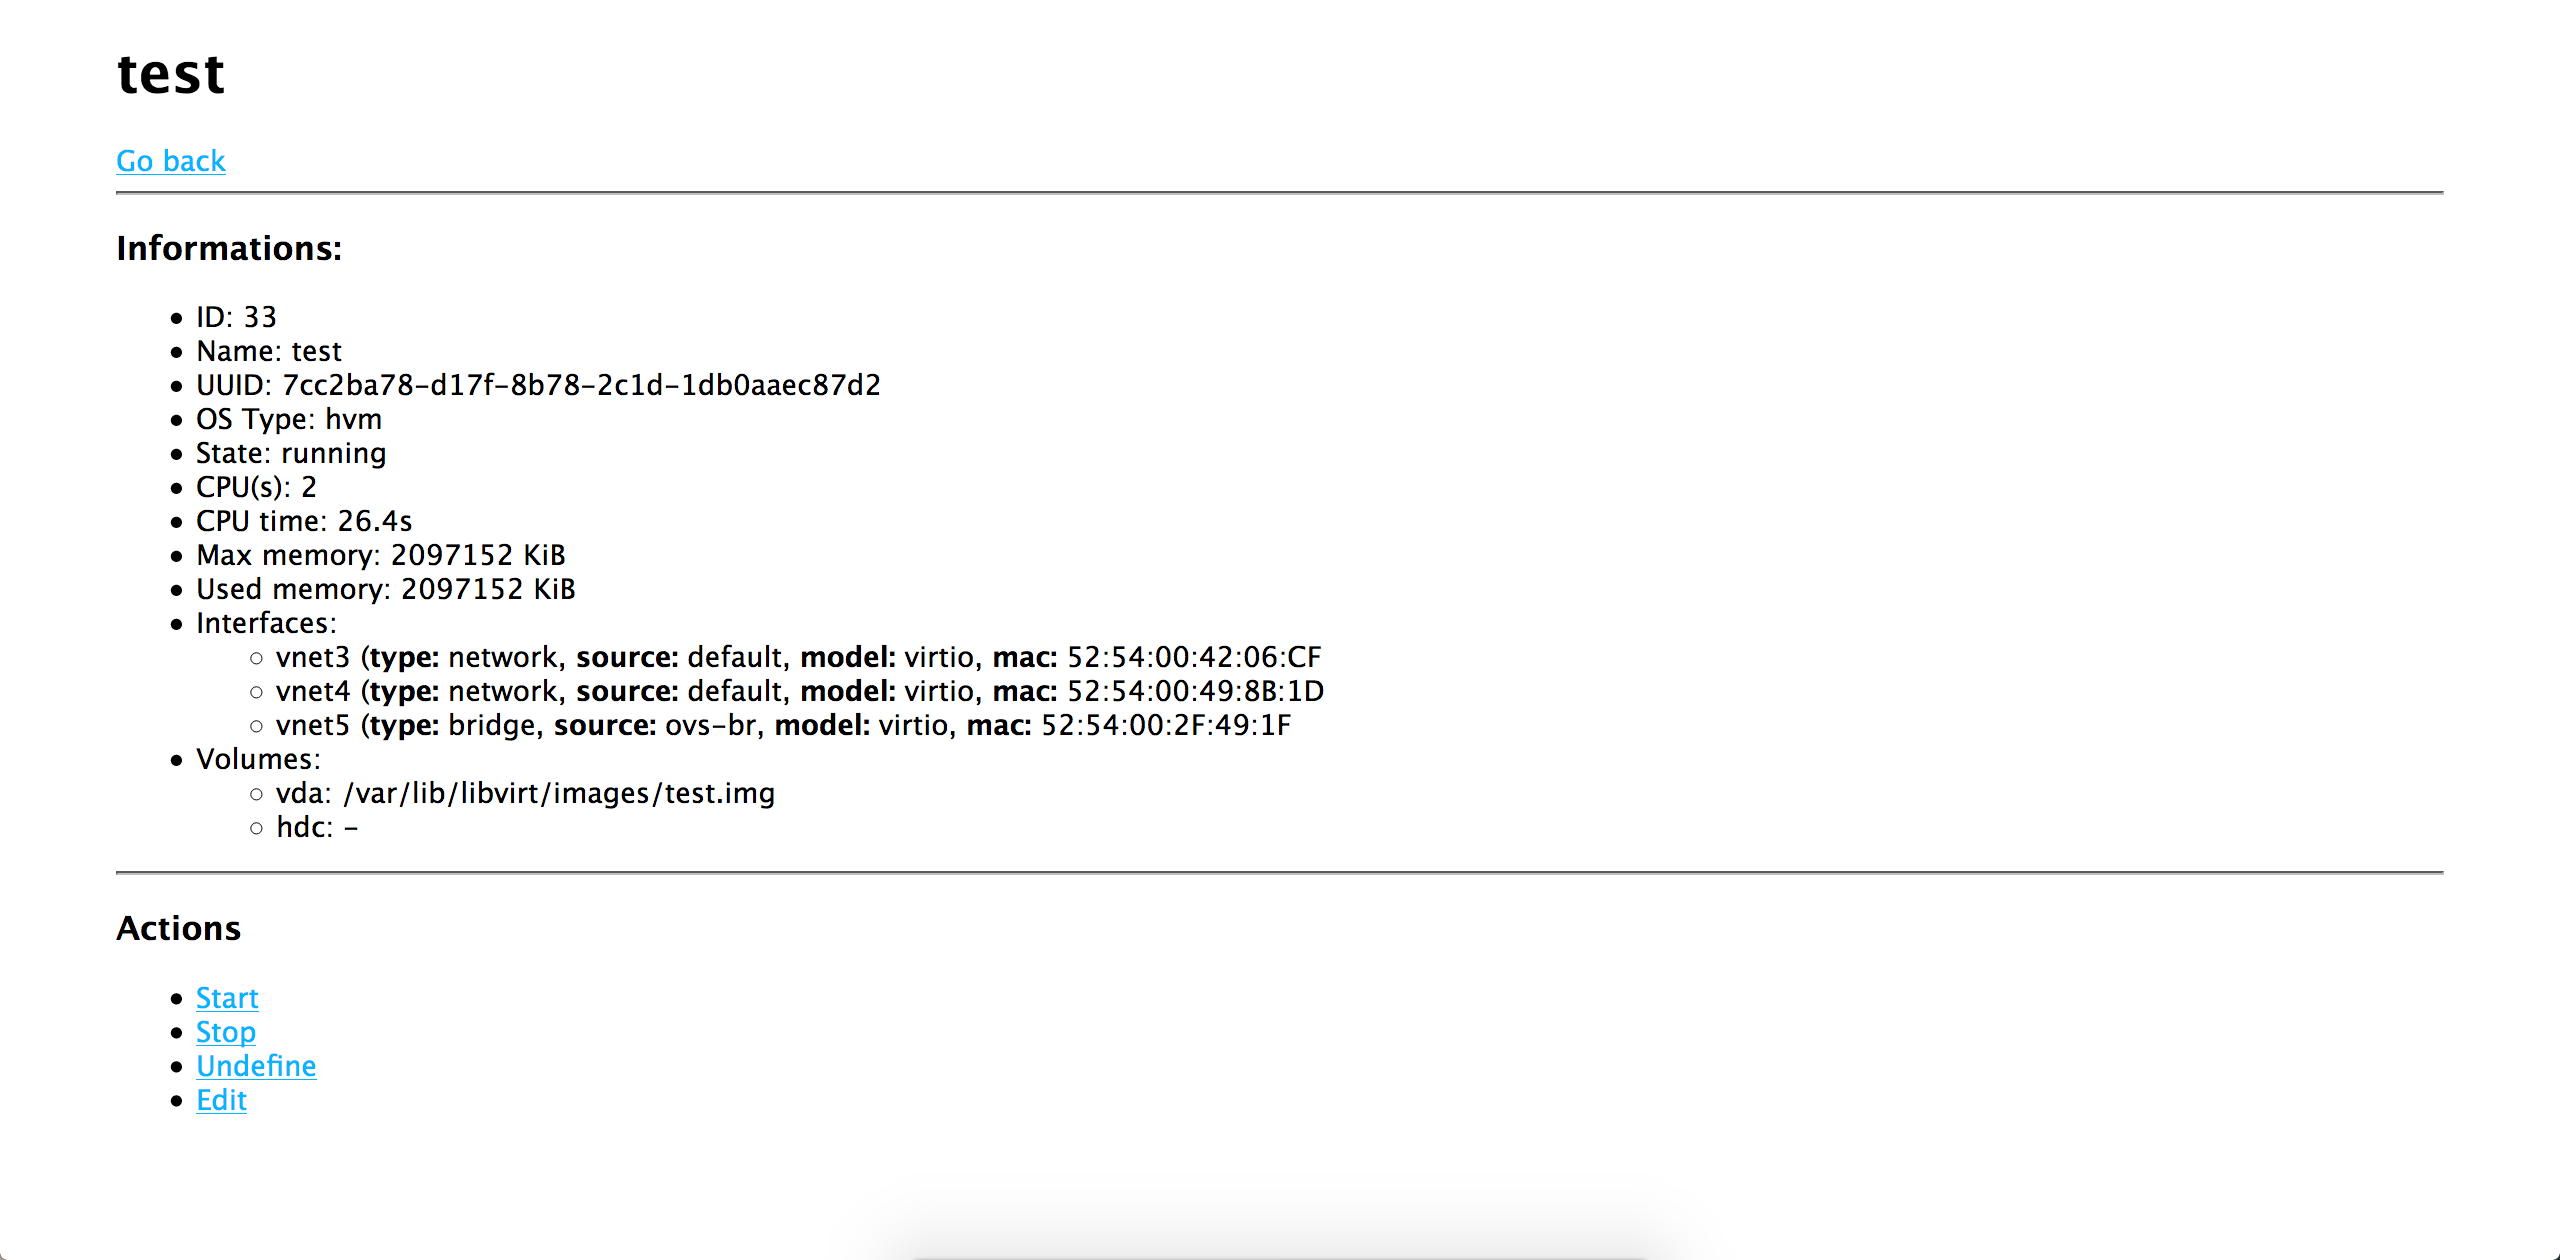 test
Go back
Informations:
ID: 33
Name: test
UUID: 7cc2ba78-d17f-8b78-2c1d-1db0aaec87d2
OS Type: hvm
State: running
CPU(s): 2
CPU time: 26.4s
Max memory: 2097152 KiB
Used memory: 2097152 KiB
Interfaces:
vnet3 (type: network, source: default, model: virtio, mac: 52:54:00:42:06:CF
vnet4 (type: network, source: default, model: virtio, mac: 52:54:00:49:8B:1D
vnet5 (type: bridge, source: ovs-br, model: virtio, mac: 52:54:00:2F:49:1F
Volumes:
vda: /var/lib/libvirt/images/test.img
hdc: -
Actions
Start
Stop
Undefine
Edit